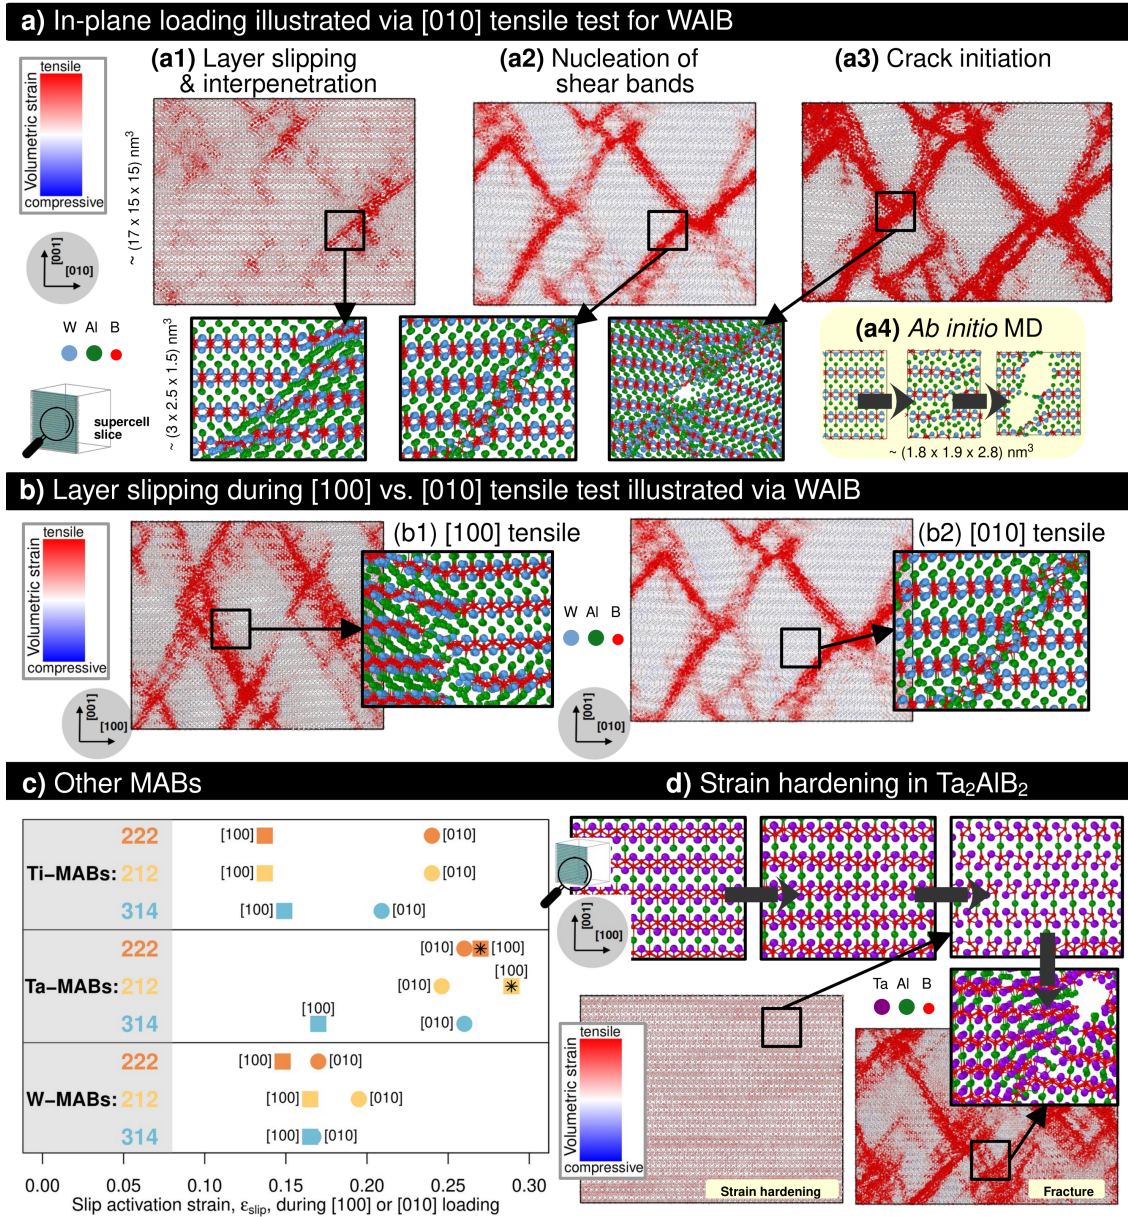 a) In-plane loading illustrated via [010] tensile test for WAlB
(a1) Layer slipping
& interpenetration
(a2) Nucleation of
shear bands
(a3) Crack initiation
tensile
Volumetric strain
compressive
~ (17 x 15 x 15) nm³
[001]
[010]
W Al B
supercell
slice
~ (3 x 2.5 x 1.5) nm³
(a4) Ab initio MD
~ (1.8 x 1.9 x 2.8) nm³
b) Layer slipping during [100] vs. [010] tensile test illustrated via WAlB
tensile
Volumetric strain
compressive
[001]
[100]
(b1) [100] tensile
W Al B
[001]
[010]
(b2) [010] tensile
c) Other MABs
222 [100] [010]
Ti−MABs: 212 [100] [010]
314 [100] [010]
222 [010] [100]
Ta−MABs: 212 [010] [100]
314 [100] [010]
222 [100] [010]
W−MABs: 212 [100] [010]
314 [100] [010]
0.00 0.05 0.10 0.15 0.20 0.25 0.30
Slip activation strain, εslip, during [100] or [010] loading
d) Strain hardening in Ta₂AlB₂
[001]
[100]
Ta Al B
tensile
Volumetric strain
compressive
Strain hardening
Fracture